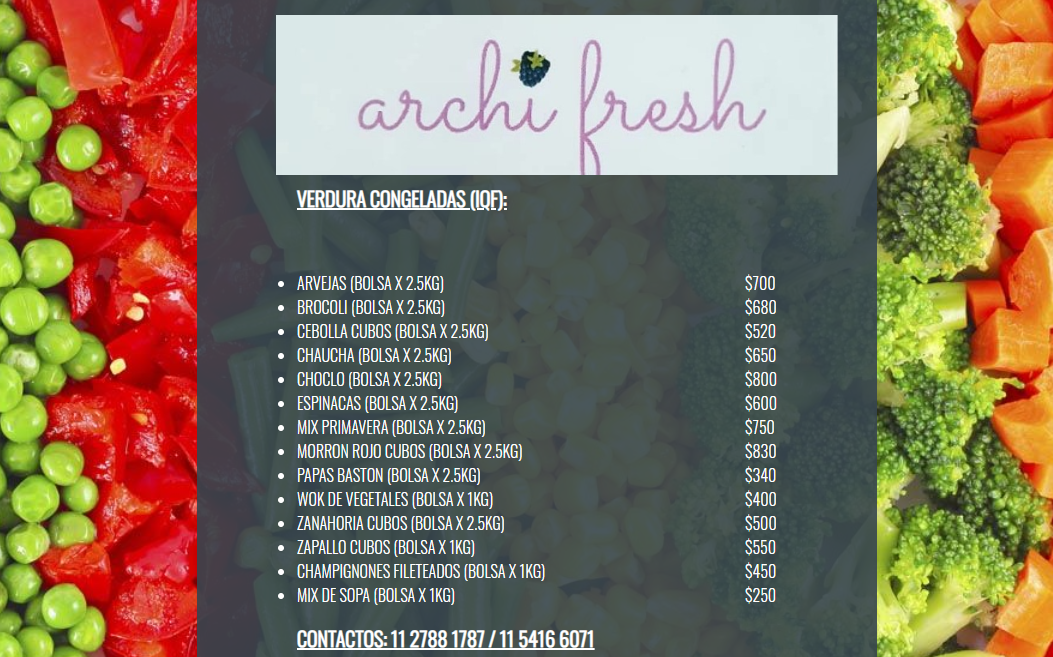 archi fresh
VERDURA CONGELADAS (IQF):
ARVEJAS (BOLSA X 2.5KG) $700
BROCOLI (BOLSA X 2.5KG) $680
CEBOLLA CUBOS (BOLSA X 2.5KG) $520
CHAUCHA (BOLSA X 2.5KG) $650
CHOCLO (BOLSA X 2.5KG) $800
ESPINACAS (BOLSA X 2.5KG) $600
MIX PRIMAVERA (BOLSA X 2.5KG) $750
MORRON ROJO CUBOS (BOLSA X 2.5KG) $830
PAPAS BASTON (BOLSA X 2.5KG) $340
WOK DE VEGETALES (BOLSA X 1KG) $400
ZANAHORIA CUBOS (BOLSA X 2.5KG) $500
ZAPALLO CUBOS (BOLSA X 1KG) $550
CHAMPIGNONES FILETEADOS (BOLSA X 1KG) $450
MIX DE SOPA (BOLSA X 1KG) $250
CONTACTOS: 11 2788 1787 / 11 5416 6071